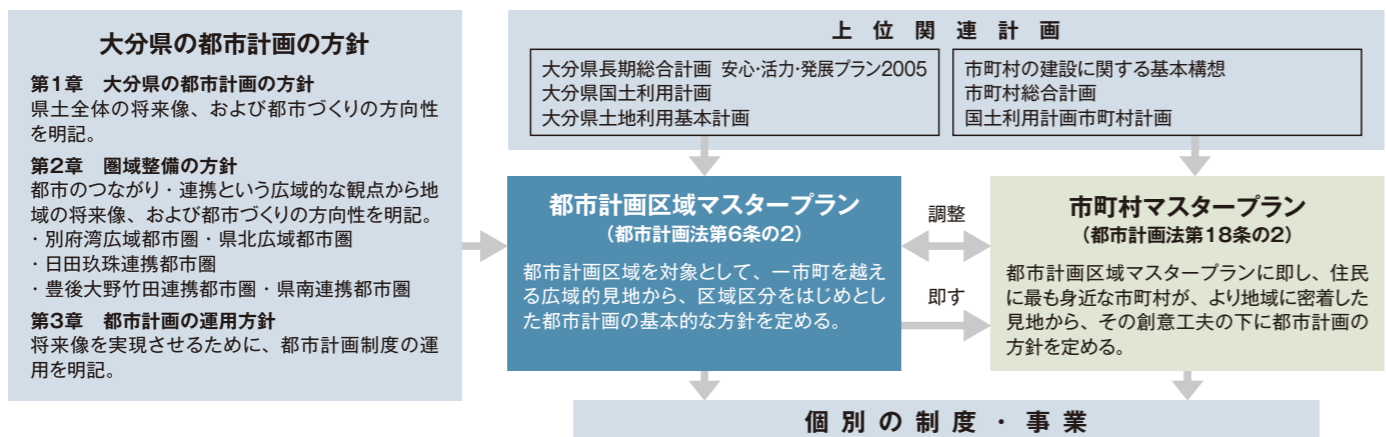 大分県の都市計画の方針
第1章　大分県の都市計画の方針
県土全体の将来像、および都市づくりの方向性
を明記。
第2章　圏域整備の方針
都市のつながり・連携という広域的な観点から地
域の将来像、および都市づくりの方向性を明記。
・別府湾広域都市圏・県北広域都市圏
・日田玖珠連携都市圏
・豊後大野竹田連携都市圏・県南連携都市圏
第3章　都市計画の運用方針
将来像を実現させるために、都市計画制度の運
用を明記。
上位関連計画
大分県長期総合計画 安心・活力・発展プラン2005
大分県国土利用計画
大分県土地利用基本計画
市町村の建設に関する基本構想
市町村総合計画
国土利用計画市町村計画
都市計画区域マスタープラン
（都市計画法第6条の2）
都市計画区域を対象として、一市町を越え
る広域的見地から、区域区分をはじめとし
た都市計画の基本的な方針を定める。
調整
即す
市町村マスタープラン
（都市計画法第18条の2）
都市計画区域マスタープランに即し、住民
に最も身近な市町村が、より地域に密着した
見地から、その創意工夫の下に都市計画の
方針を定める。
個別の制度・事業